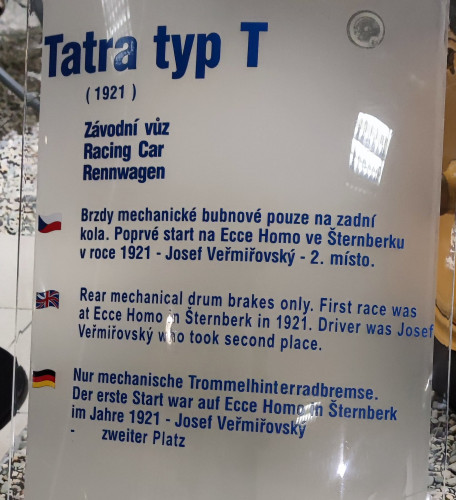 Tatra typ T
( 1921 )
Závodní vůz
Racing Car
Rennwagen
Brzdy mechanické bubnové pouze na zadní
kola. Poprvé start na Ecce Homo ve Šternberku
v roce 1921 - Josef Veřmiřovský - 2. místo.
Rear mechanical drum brakes only. First race was
at Ecce Homo in Šternberk in 1921. Driver was Josef
Veřmiřovský who took second place.
Nur mechanische Trommelhinterradbremse.
Der erste Start war auf Ecce Homo in Šternberk
im Jahre 1921 - Josef Veřmiřovský
- zweiter Platz